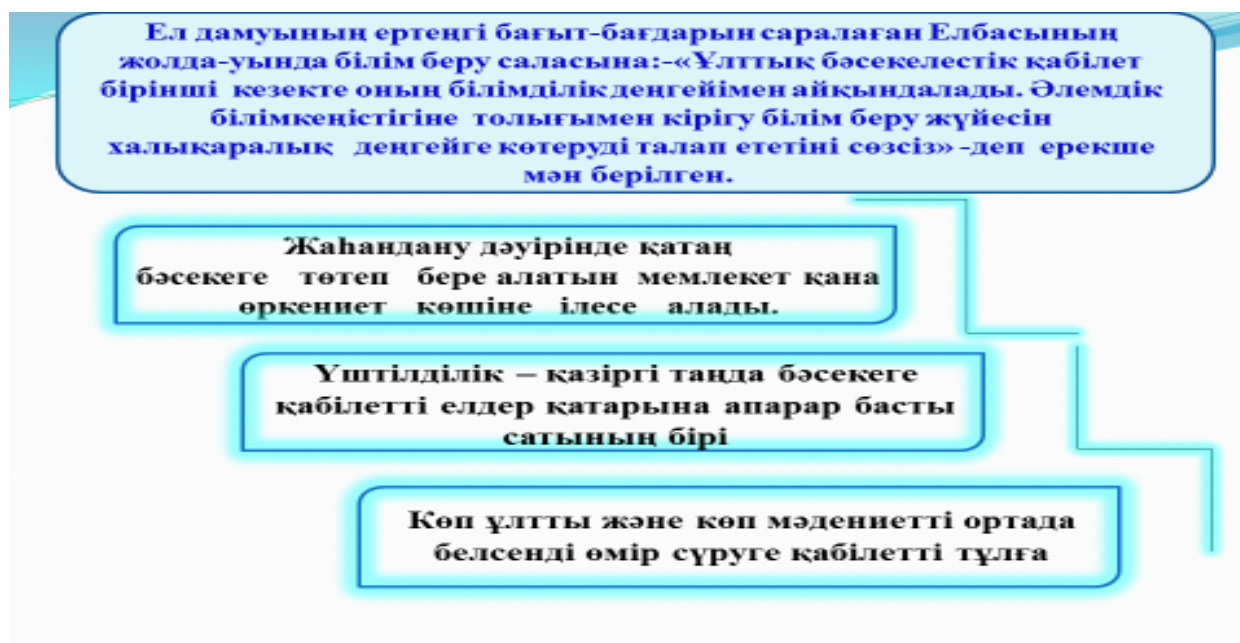 Ел дамуының ертеңгі бағыт-бағдарын саралаған Елбасының
жолда-уында білім беру саласына:-«Ұлттық бәсекелестік қабілет
бірінші кезекте оның білімділік деңгейімен айқындалады. Әлемдік
білімкеңістігіне толығымен кірігу білім беру жүйесін
халықаралық деңгейге көтеруді талап ететіні сөзсіз» -деп ерекше
мән берілген.
Жаһандану дәуірінде қатаң
бәсекеге төтеп бере алатын мемлекет қана
өркениет көшіне ілесе алады.
Үштілділік – қазіргі таңда бәсекеге
қабілетті елдер қатарына апарар басты
сатының бірі
Көп ұлтты және көп мәдениетті ортада
белсенді өмір сүруге қабілетті тұлға